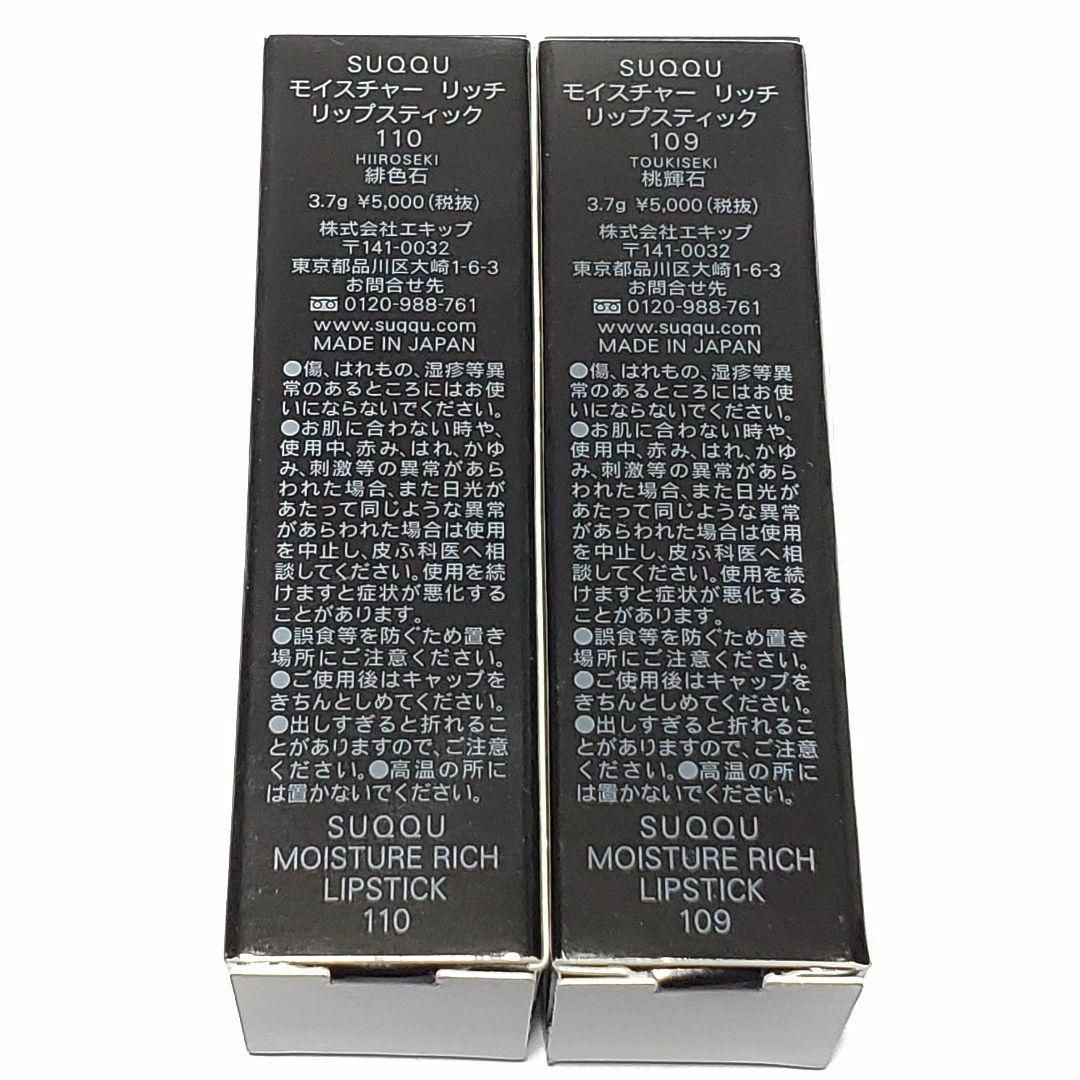 SUQQU
モイスチャー リッチ
リップスティック
110
HIIROSEKI
緋色石
3.7g ¥5,000(税抜)
株式会社エキップ
〒141-0032
東京都品川区大崎1-6-3
お問合せ先
0120-988-761
www.suqqu.com
MADE IN JAPAN
●傷、はれもの、湿疹等異
常のあるところにはお使
いにならないでください。
●お肌に合わない時や、
使用中、赤み、はれ、かゆ
み、刺激等の異常があら
われた場合、また日光が
あたって同じような異常
があらわれた場合は使用
を中止し、皮ふ科医へ相
談してください。使用を続
けますと症状が悪化する
ことがあります。
●誤食等を防ぐため置き
場所にご注意ください。
●ご使用後はキャップを
きちんとしめてください。
●出しすぎると折れるこ
とがありますので、ご注意
ください。●高温の所に
は置かないでください。
SUQQU
MOISTURE RICH
LIPSTICK
110
SUQQU
モイスチャー リッチ
リップスティック
109
TOUKISEKI
桃輝石
3.7g ¥5,000(税抜)
株式会社エキップ
〒141-0032
東京都品川区大崎1-6-3
お問合せ先
0120-988-761
www.suqqu.com
MADE IN JAPAN
●傷、はれもの、湿疹等異
常のあるところにはお使
いにならないでください。
●お肌に合わない時や、
使用中、赤み、はれ、かゆ
み、刺激等の異常があら
われた場合、また日光が
あたって同じような異常
があらわれた場合は使用
を中止し、皮ふ科医へ相
談してください。使用を続
けますと症状が悪化する
ことがあります。
●誤食等を防ぐため置き
場所にご注意ください。
●ご使用後はキャップを
きちんとしめてください。
●出しすぎると折れるこ
とがありますので、ご注意
ください。●高温の所に
は置かないでください。
SUQQU
MOISTURE RICH
LIPSTICK
109